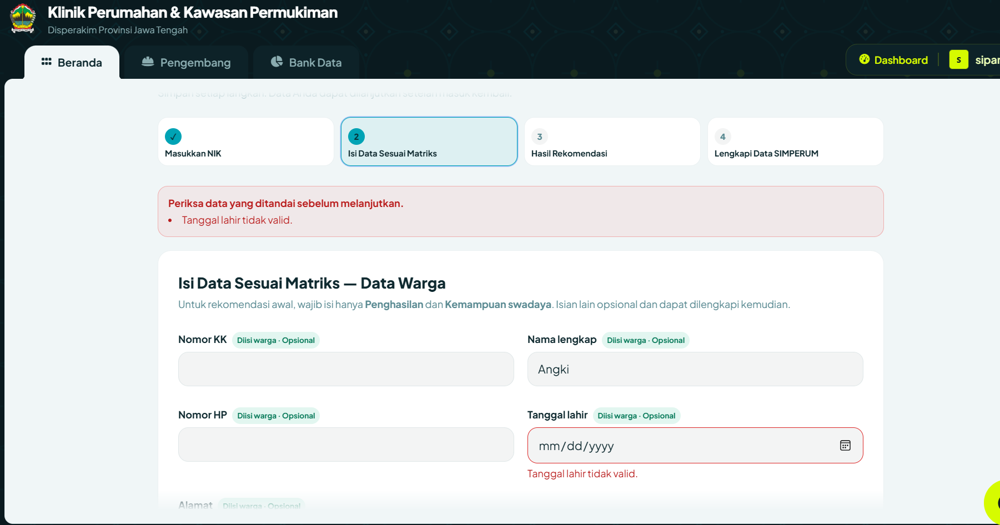 Klinik Perumahan & Kawasan Permukiman
Disperakim Provinsi Jawa Tengah
Beranda
Pengembang
Bank Data
Dashboard
S
sipar
Simpan setiap langkah. Data Anda dapat dilanjutkan setelah masuk kembali.
✓
Masukkan NIK
2
Isi Data Sesuai Matriks
3
Hasil Rekomendasi
4
Lengkapi Data SIMPERUM
Periksa data yang ditandai sebelum melanjutkan.
• Tanggal lahir tidak valid.
Isi Data Sesuai Matriks — Data Warga
Untuk rekomendasi awal, wajib isi hanya Penghasilan dan Kemampuan swadaya. Isian lain opsional dan dapat dilengkapi kemudian.
Nomor KK Diisi warga · Opsional
Nama lengkap Diisi warga · Opsional
Angki
Nomor HP Diisi warga · Opsional
Tanggal lahir Diisi warga · Opsional
mm/dd/yyyy
Tanggal lahir tidak valid.
Alamat Diisi warga · Opsional